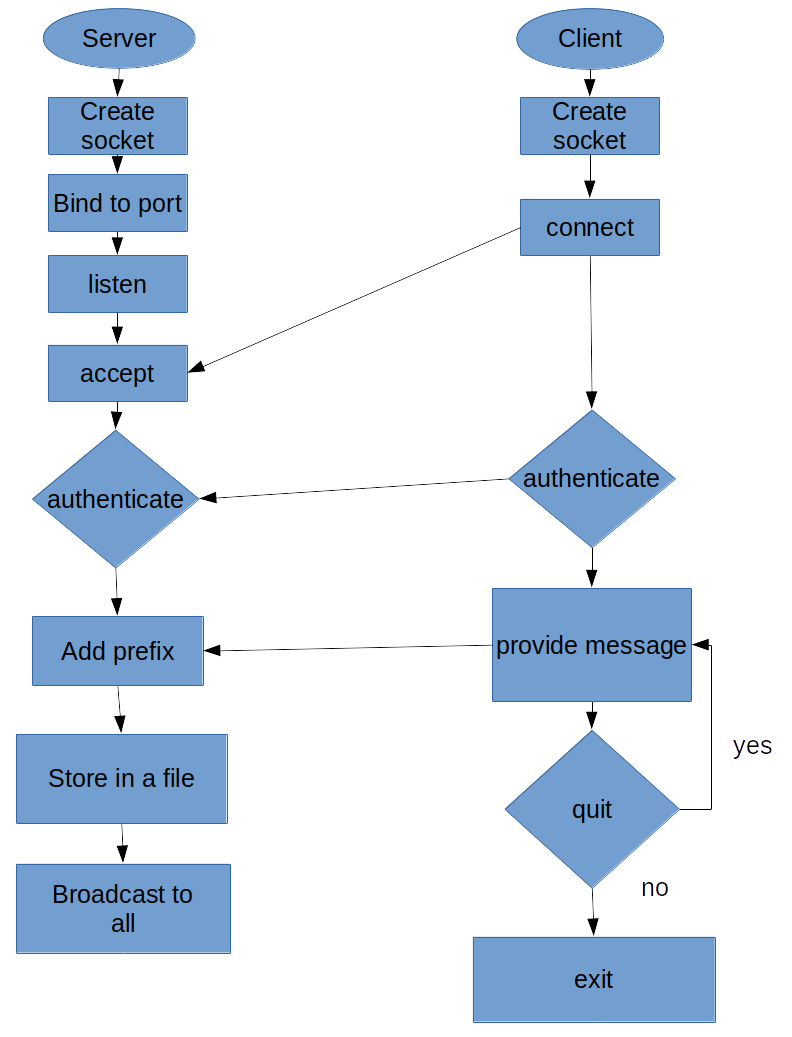 Server
Create
socket
Bind to port
listen
accept
authenticate
Add prefix
Store in a file
Broadcast to
all
Client
Create
socket
connect
authenticate
provide message
yes
quit
no
exit